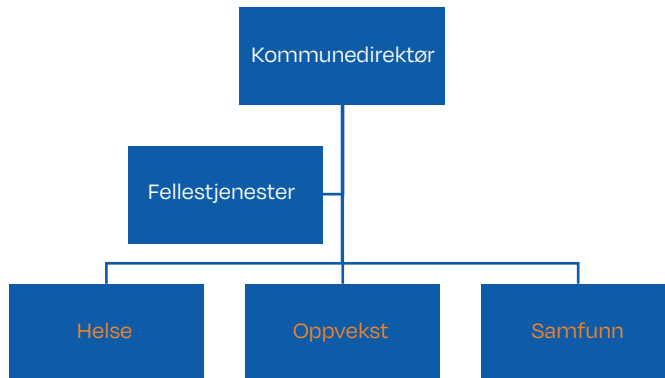 Kommunedirektør
Fellestjenester
Helse
Oppvekst
Samfunn